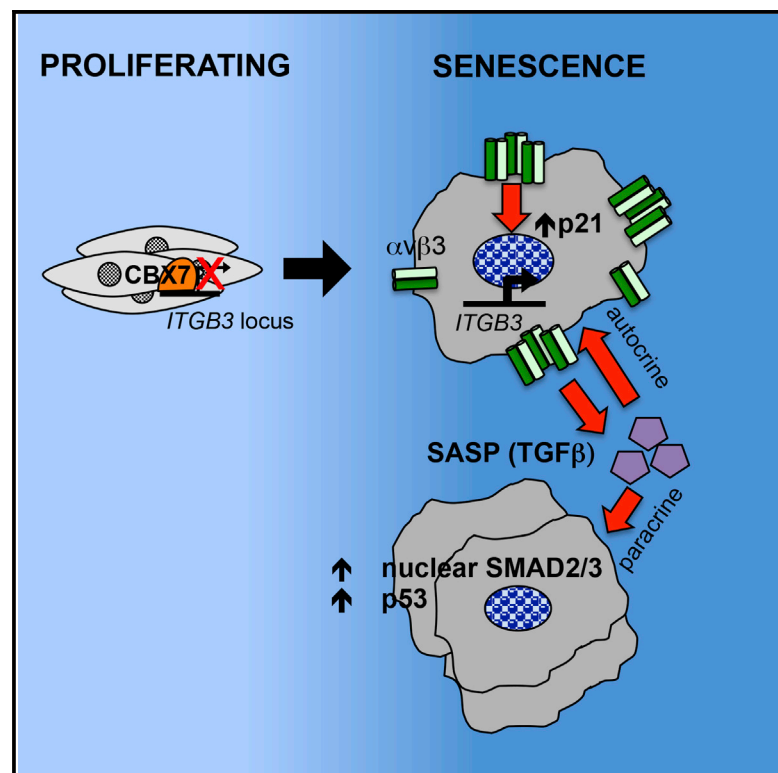 PROLIFERATING
SENESCENCE
CBX7
ITGB3 locus
αvβ3
p21
ITGB3
autocrine
SASP (TGFβ)
paracrine
nuclear SMAD2/3
p53